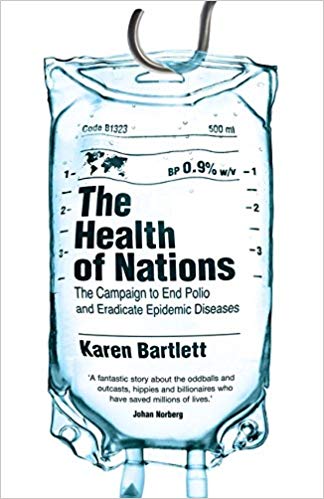 Code B1323 500 ml
BP 0.9% w/v
1- -1
2- -2
3- -3
The
Health
of Nations
The Campaign to End Polio
and Eradicate Epidemic Diseases
Karen Bartlett
‘A fantastic story about the oddballs and
outcasts, hippies and billionaires who
have saved millions of lives.’
Johan Norberg